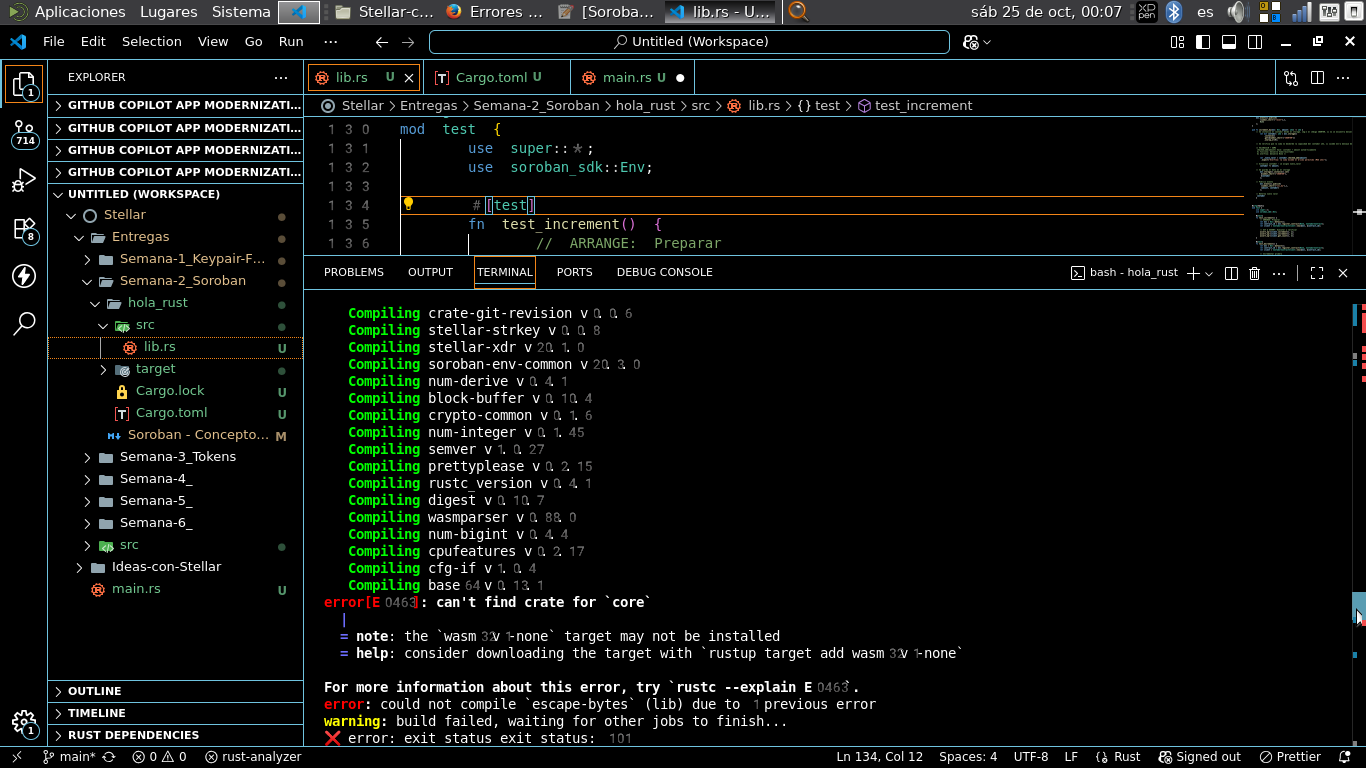 Aplicaciones Lugares Sistema Stellar-c... Errores ... [Soroba... lib.rs - U... sáb 25 de oct, 00:07 XP PEN es
File Edit Selection View Go Run ··· Untitled (Workspace)
EXPLORER ···
GITHUB COPILOT APP MODERNIZATI...
GITHUB COPILOT APP MODERNIZATI...
GITHUB COPILOT APP MODERNIZATI...
GITHUB COPILOT APP MODERNIZATI...
UNTITLED (WORKSPACE)
Stellar
Entregas
Semana-1_Keypair-F...
Semana-2_Soroban
hola_rust
src
lib.rs U
target
Cargo.lock U
Cargo.toml U
Soroban - Concepto... M
Semana-3_Tokens
Semana-4_
Semana-5_
Semana-6_
src
Ideas-con-Stellar
main.rs U
OUTLINE
TIMELINE
RUST DEPENDENCIES
1
714
8
1
lib.rs U Cargo.toml U main.rs U
Stellar > Entregas > Semana-2_Soroban > hola_rust > src > lib.rs > {} test > test_increment
130 mod test {
131 use super::*;
132 use soroban_sdk::Env;
133
134 #[test]
135 fn test_increment() {
136 // ARRANGE: Preparar
PROBLEMS OUTPUT TERMINAL PORTS DEBUG CONSOLE bash - hola_rust
Compiling crate-git-revision v0.0.6
Compiling stellar-strkey v0.0.8
Compiling stellar-xdr v20.1.0
Compiling soroban-env-common v20.3.0
Compiling num-derive v0.4.1
Compiling block-buffer v0.10.4
Compiling crypto-common v0.1.6
Compiling num-integer v0.1.45
Compiling semver v1.0.27
Compiling prettyplease v0.2.15
Compiling rustc_version v0.4.1
Compiling digest v0.10.7
Compiling wasmparser v0.88.0
Compiling num-bigint v0.4.4
Compiling cpufeatures v0.2.17
Compiling cfg-if v1.0.4
Compiling base64 v0.13.1
error[E0463]: can't find crate for `core`
|
= note: the `wasm32v1-none` target may not be installed
= help: consider downloading the target with `rustup target add wasm32v1-none`
For more information about this error, try `rustc --explain E0463`.
error: could not compile `escape-bytes` (lib) due to 1 previous error
warning: build failed, waiting for other jobs to finish...
❌ error: exit status exit status: 101
main* 0 0 rust-analyzer Ln 134, Col 12 Spaces: 4 UTF-8 LF {} Rust Signed out Prettier